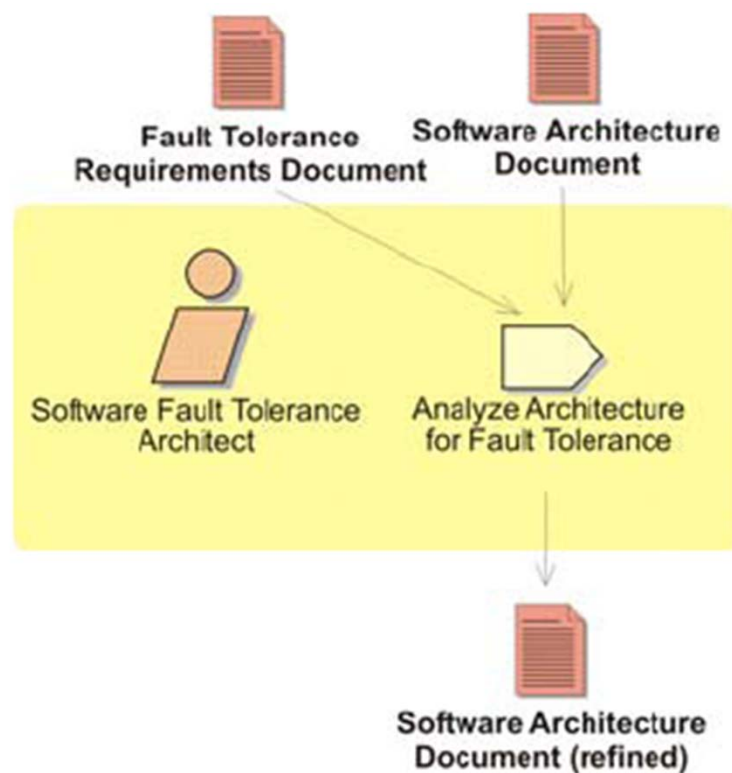 Fault Tolerance
Requirements Document
Software Architecture
Document
Software Fault Tolerance
Architect
Analyze Architecture
for Fault Tolerance
Software Architecture
Document (refined)